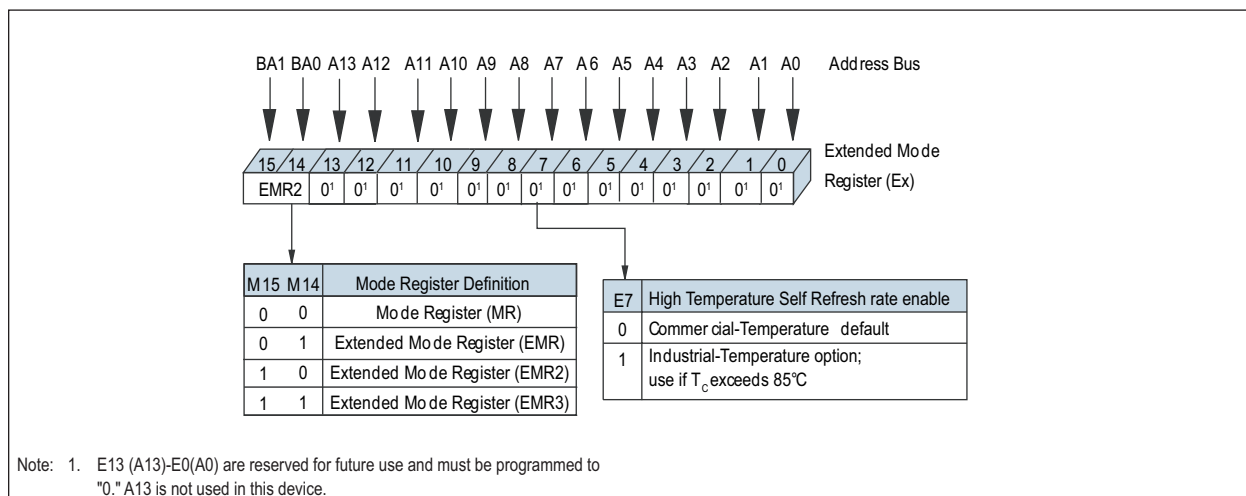 BA1 BA0 A13 A12 A11 A10 A9 A8 A7 A6 A5 A4 A3 A2 A1 A0 Address Bus
15 14 13 12 11 10 9 8 7 6 5 4 3 2 1 0 Extended Mode
Register (Ex)
EMR2 0¹ 0¹ 0¹ 0¹ 0¹ 0¹ 0¹ 0¹ 0¹ 0¹ 0¹ 0¹ 0¹ 0¹
M15 M14 Mode Register Definition
0 0 Mode Register (MR)
0 1 Extended Mode Register (EMR)
1 0 Extended Mode Register (EMR2)
1 1 Extended Mode Register (EMR3)
E7 High Temperature Self Refresh rate enable
0 Commercial-Temperature default
1 Industrial-Temperature option;
use if TC exceeds 85°C
Note: 1. E13 (A13)-E0(A0) are reserved for future use and must be programmed to
"0." A13 is not used in this device.